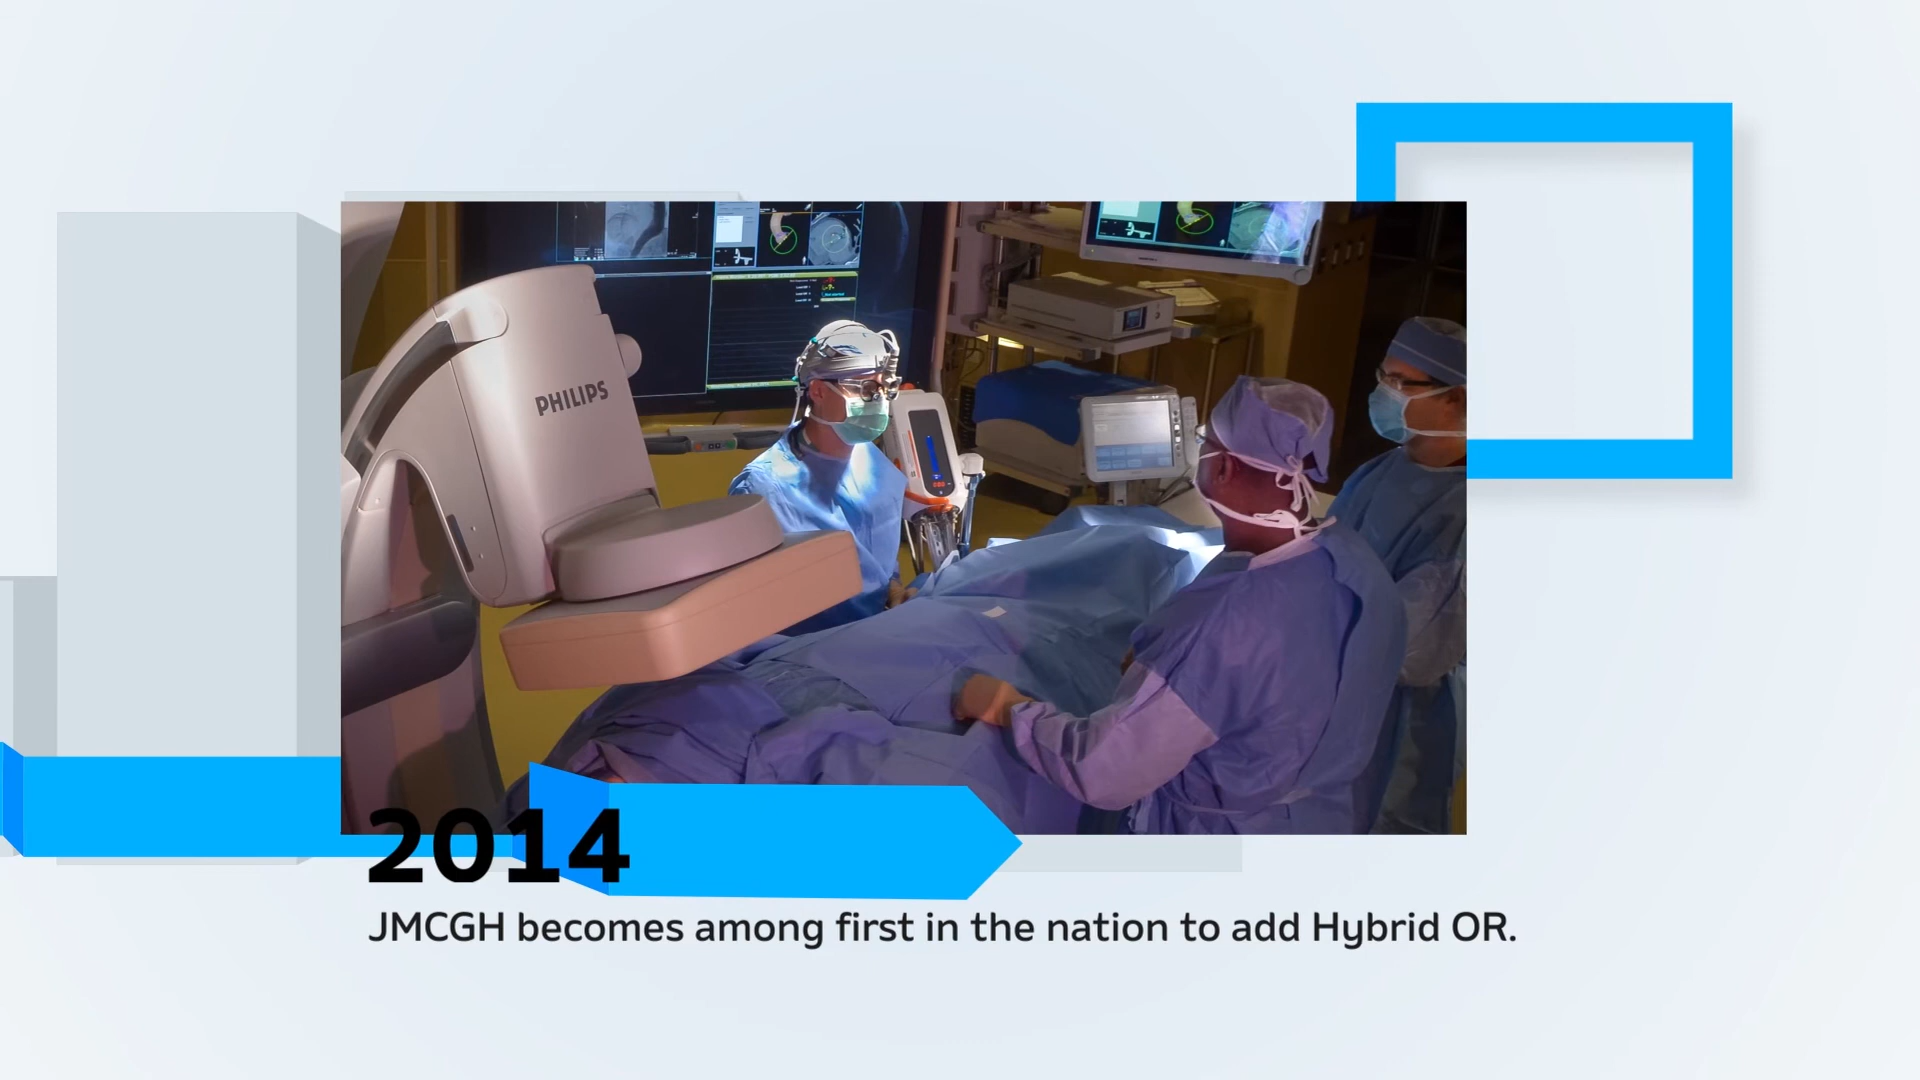 PHILIPS
2014
JMCGH becomes among first in the nation to add Hybrid OR.